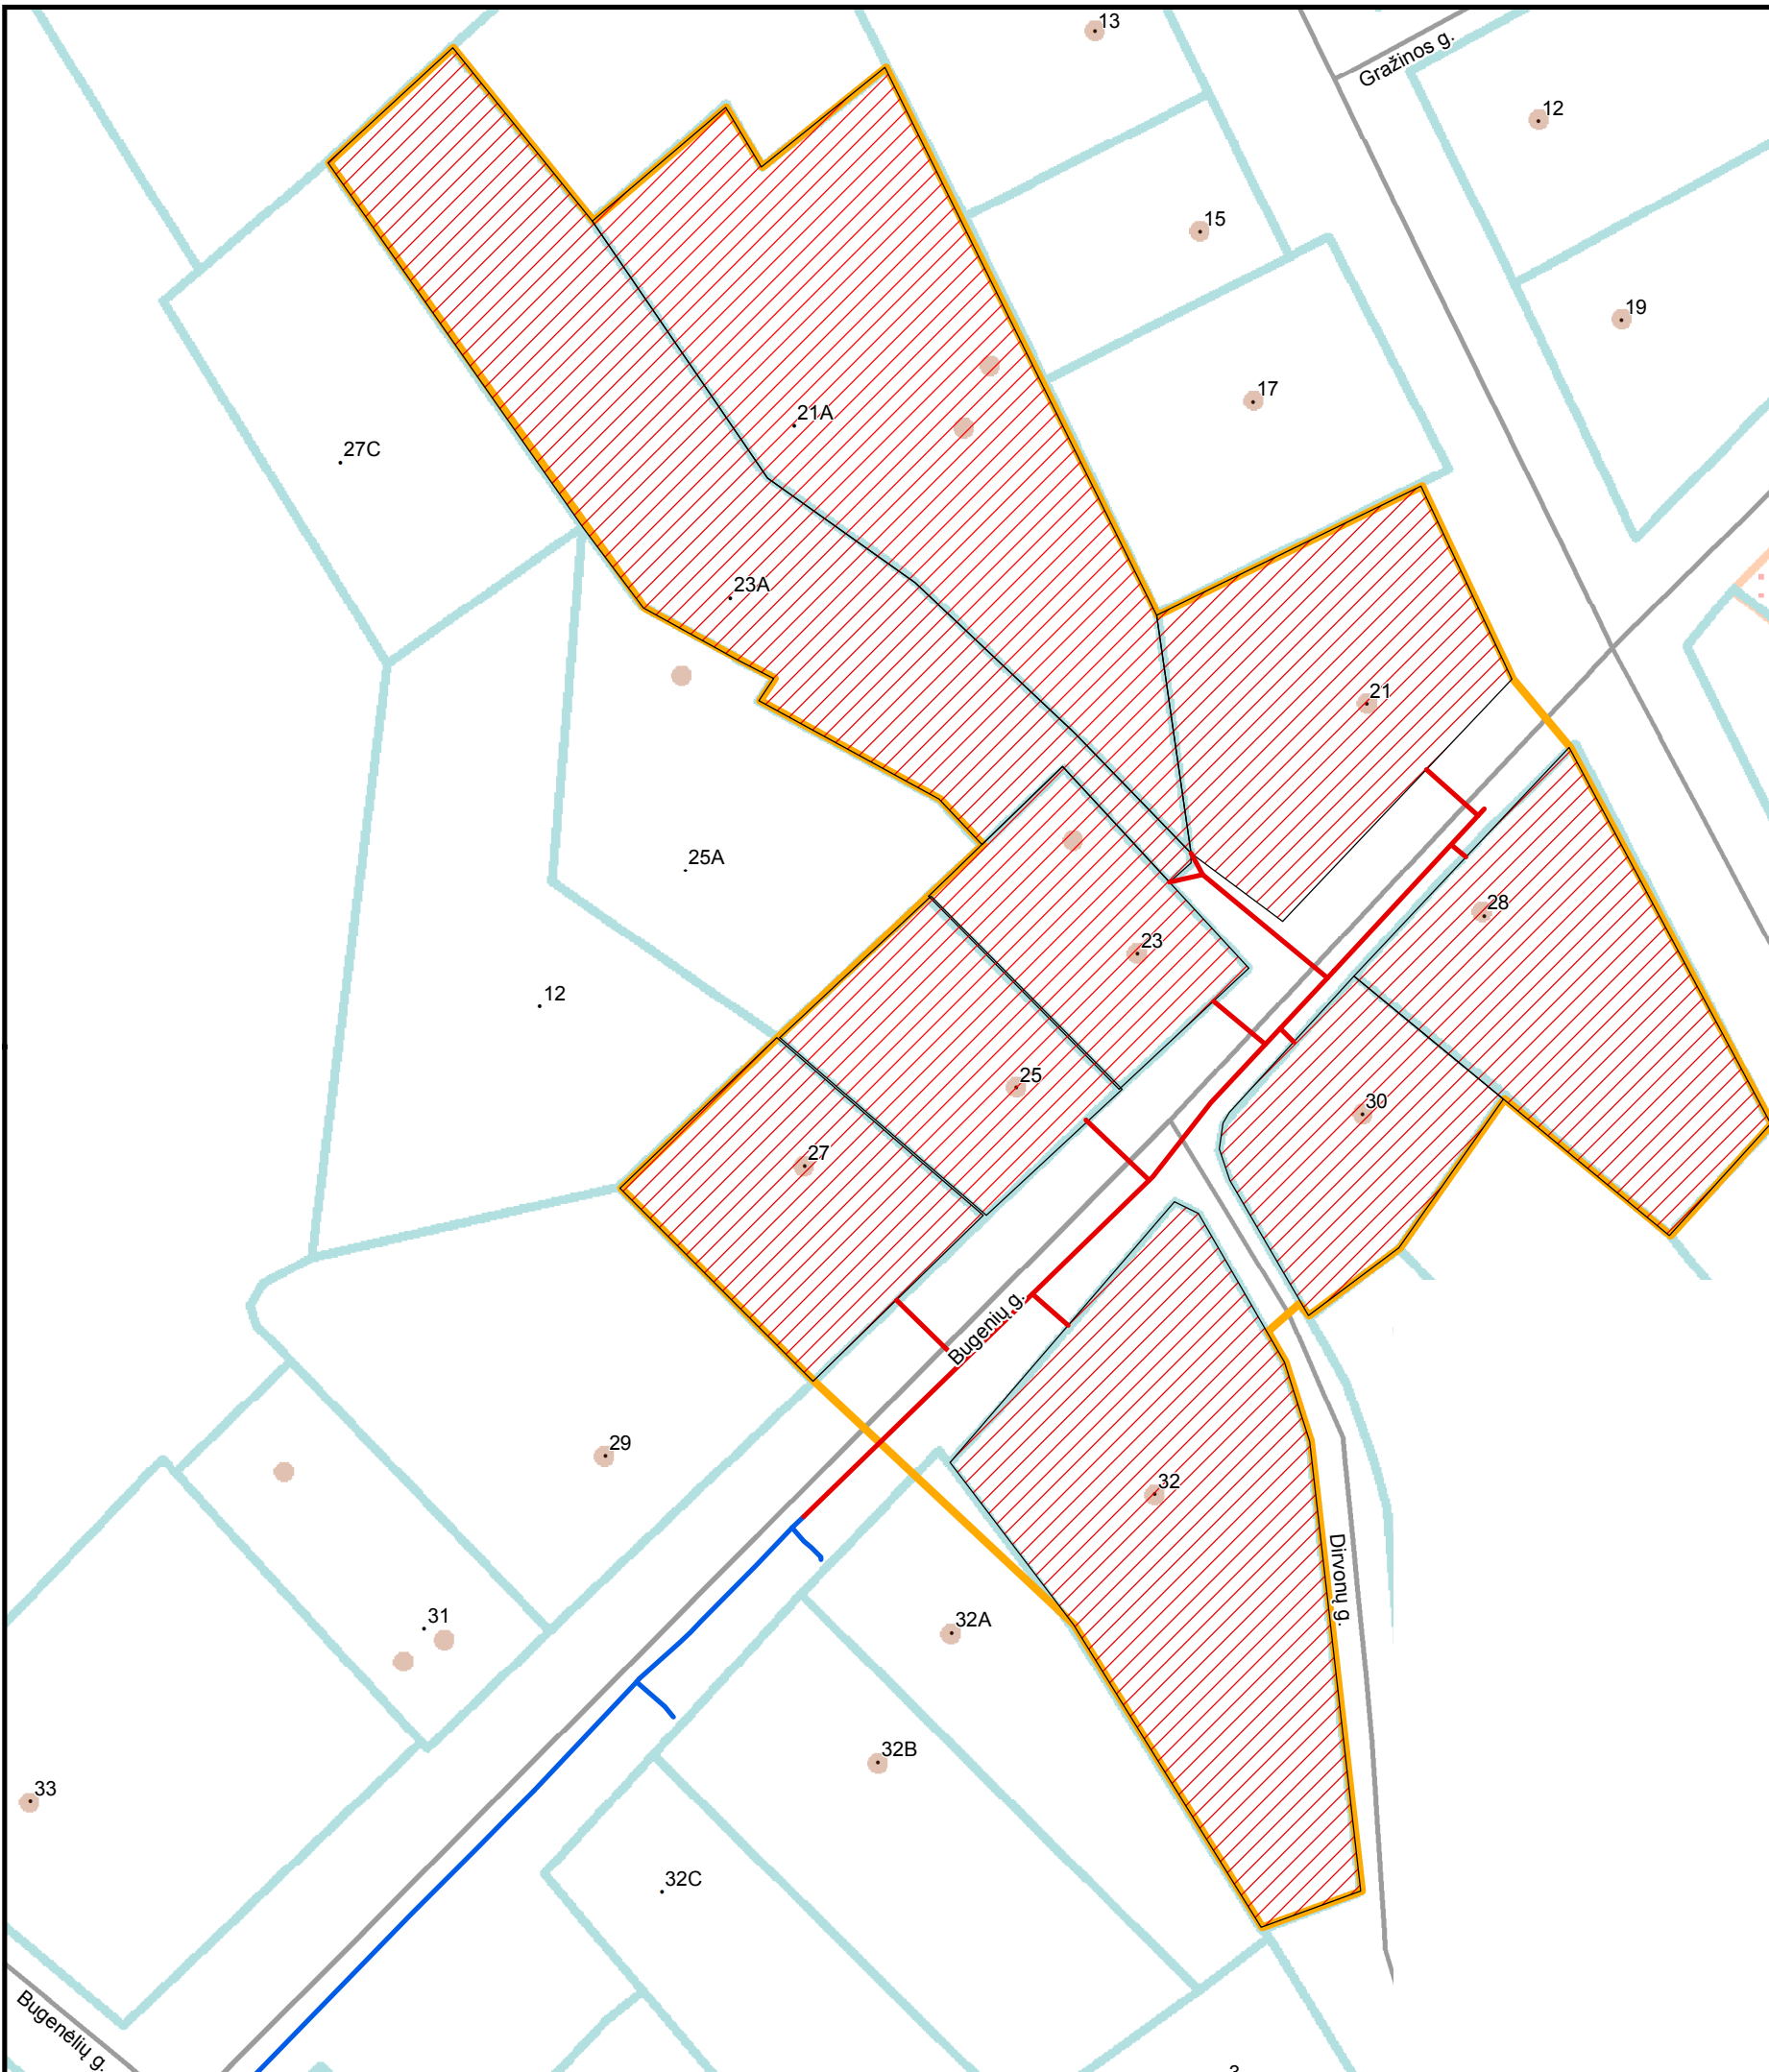 13
Gražinos g.
12
15
19
17
21A
27C
23A
21
25A
28
23
12
25
30
27
Bugenių g.
29
32
Dirvonų g.
31
32A
32B
33
32C
Bugenėlių g.